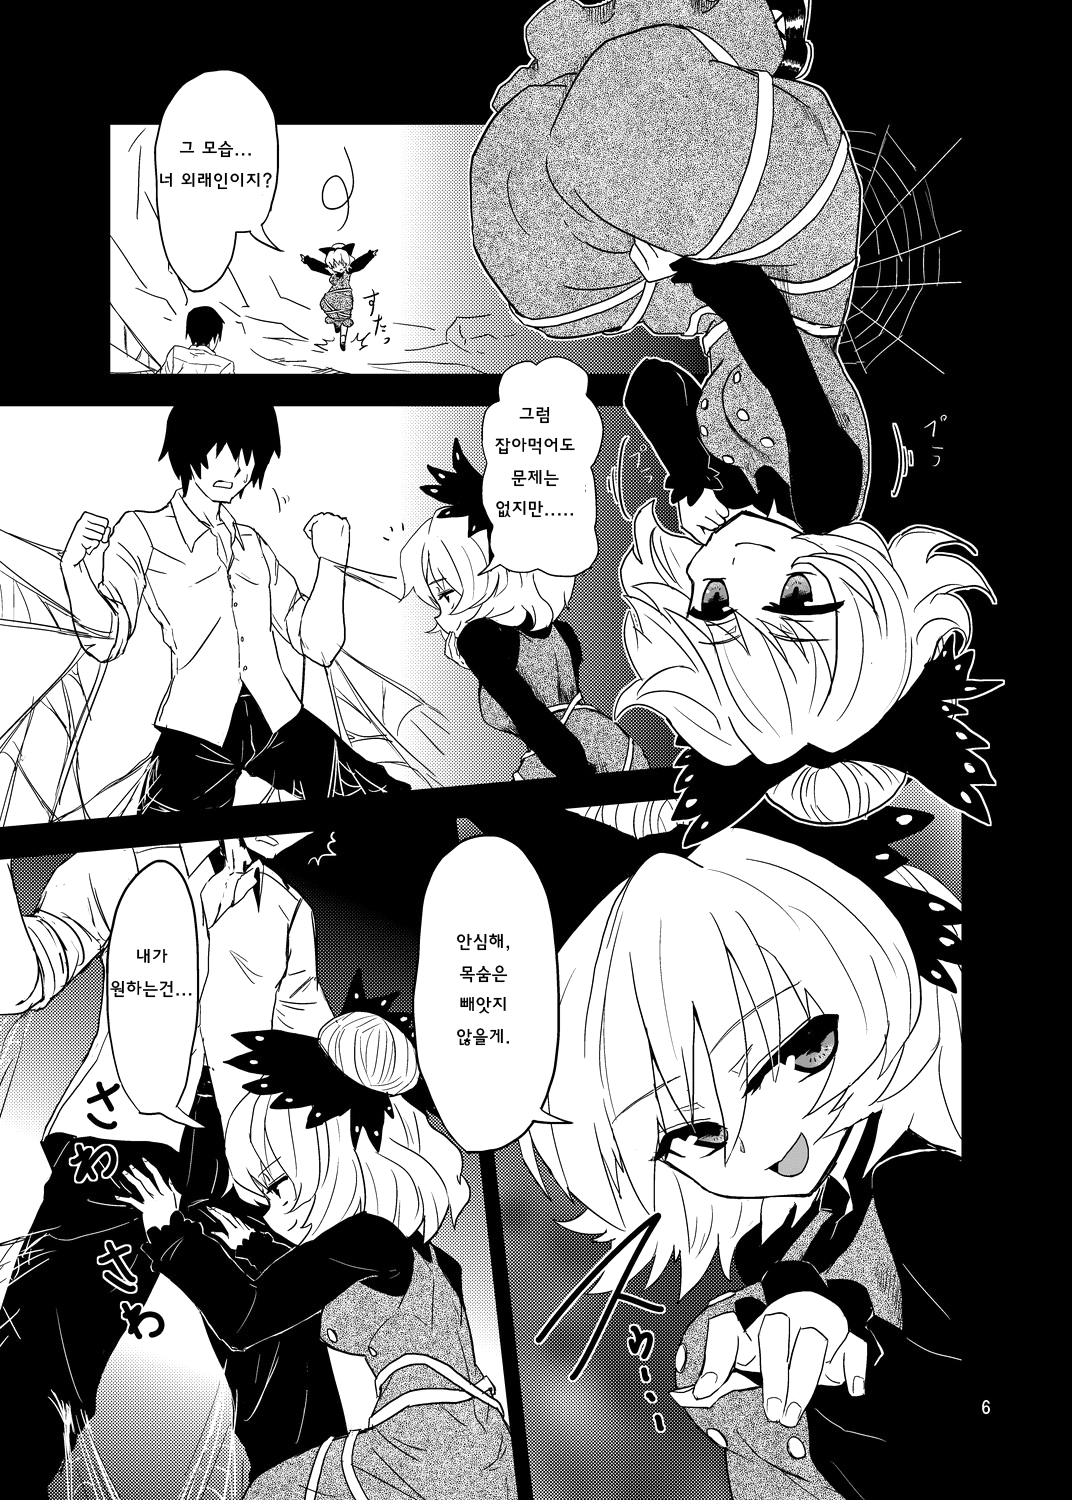 그 모습...
너 외래인이지?
すたっ
그럼
잡아먹어도
문제는
없지만.....
안심해,
목숨은
빼앗지
않을게.
내가
원하는건...
さわ
さわ
6